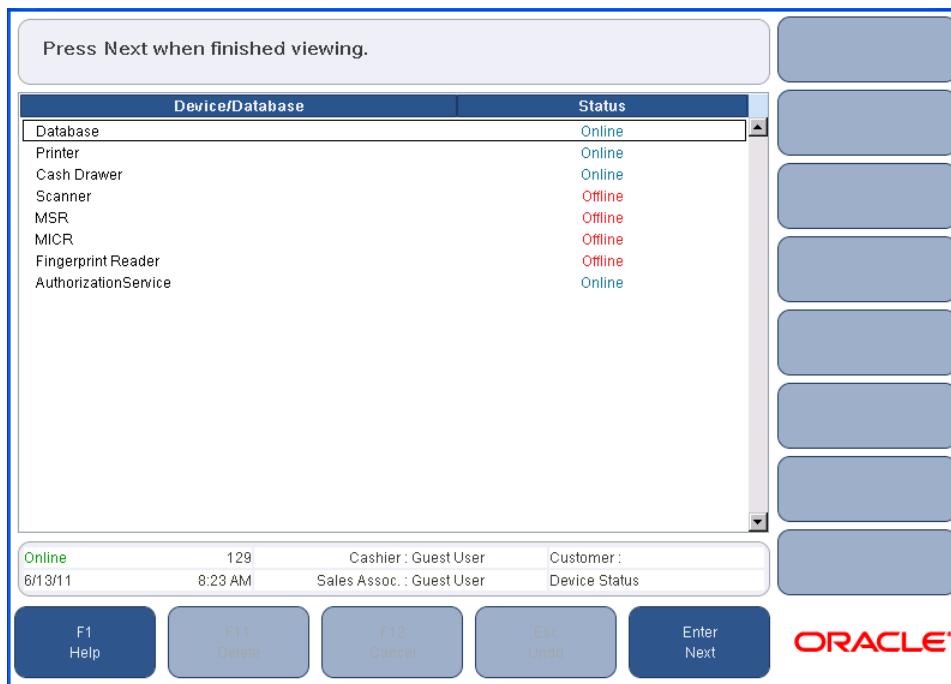 Press Next when finished viewing.
Device/Database Status
Database Online
Printer Online
Cash Drawer Online
Scanner Offline
MSR Offline
MICR Offline
Fingerprint Reader Offline
AuthorizationService Online
Online 129 Cashier : Guest User Customer :
6/13/11 8:23 AM Sales Assoc. : Guest User Device Status
F1 F11 F12 Esc Enter
Help Delete Cancel Undo Next
ORACLE